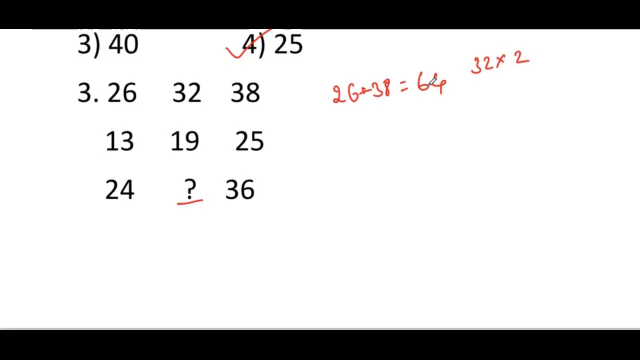 3) 40 4) 25
3. 26 32 38 26+38 = 64 32 × 2
13 19 25
24 ? 36